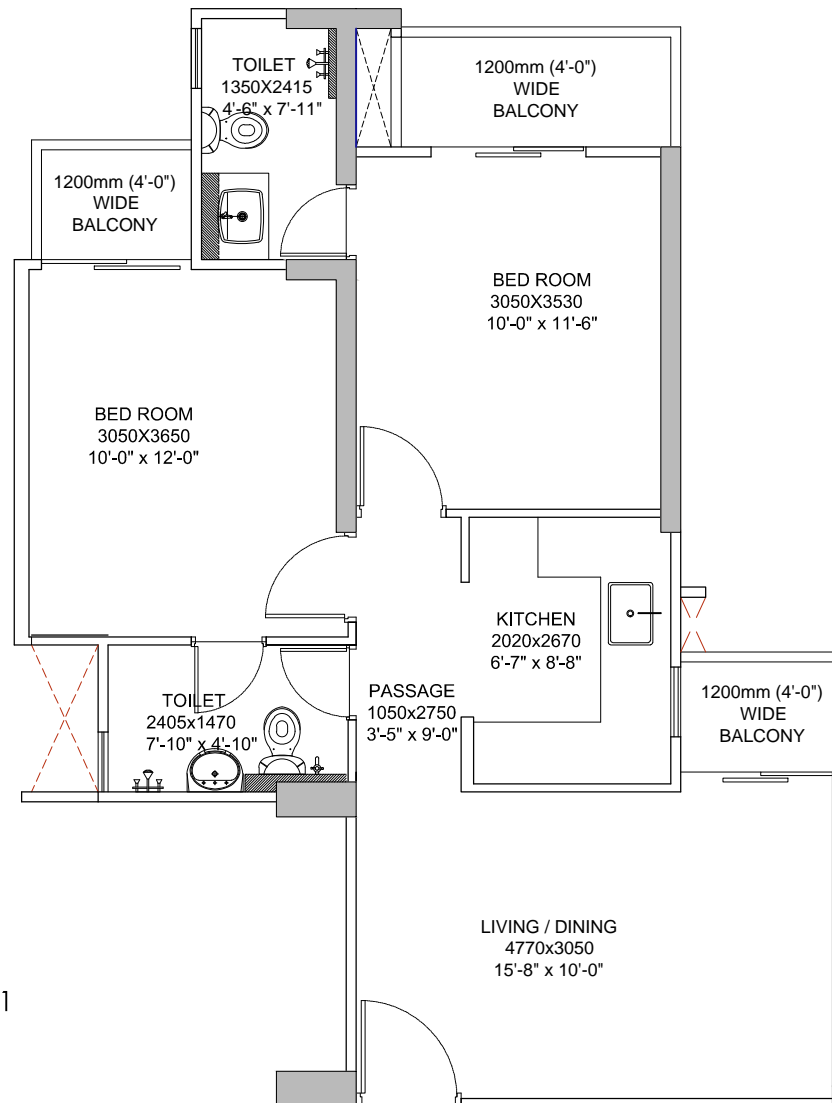 TOILET
1350X2415
4'-6" x 7'-11"
1200mm (4'-0")
WIDE
BALCONY
1200mm (4'-0")
WIDE
BALCONY
BED ROOM
3050X3530
10'-0" x 11'-6"
BED ROOM
3050X3650
10'-0" x 12'-0"
KITCHEN
2020x2670
6'-7" x 8'-8"
TOILET
2405x1470
7'-10" x 4'-10"
PASSAGE
1050x2750
3'-5" x 9'-0"
1200mm (4'-0")
WIDE
BALCONY
LIVING / DINING
4770x3050
15'-8" x 10'-0"
1